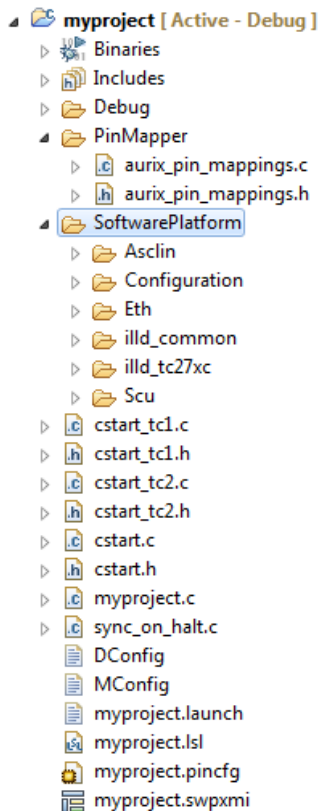 myproject [ Active - Debug ]
Binaries
Includes
Debug
PinMapper
aurix_pin_mappings.c
aurix_pin_mappings.h
SoftwarePlatform
Asclin
Configuration
Eth
illd_common
illd_tc27xc
Scu
cstart_tc1.c
cstart_tc1.h
cstart_tc2.c
cstart_tc2.h
cstart.c
cstart.h
myproject.c
sync_on_halt.c
DConfig
MConfig
myproject.launch
myproject.lsl
myproject.pincfg
myproject.swpxmi